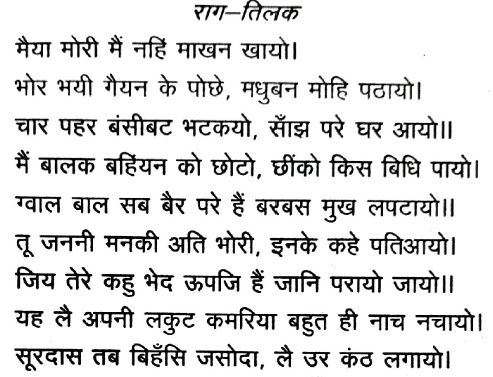 राग–तिलक
मैया मोरी मैं नहिं माखन खायो।
भोर भयी गैयन के पोछे, मधुबन मोहि पठायो।
चार पहर बंसीबट भटकयो, सॉंझ परे घर आयो॥
मैं बालक बहिंयन को छोटो, छींको किस बिधि पायो।
ग्वाल बाल सब बैर परे हैं बरबस मुख लपटायो॥
तू जननी मनकी अति भोरी, इनके कहे पतिआयो।
जिय तेरे कहु भेद ऊपजि हैं जानि परायो जायो॥
यह लै अपनी लकुट कमरिया बहुत ही नाच नचायो।
सूरदास तब बिहँसि जसोदा, लै उर कंठ लगायो।